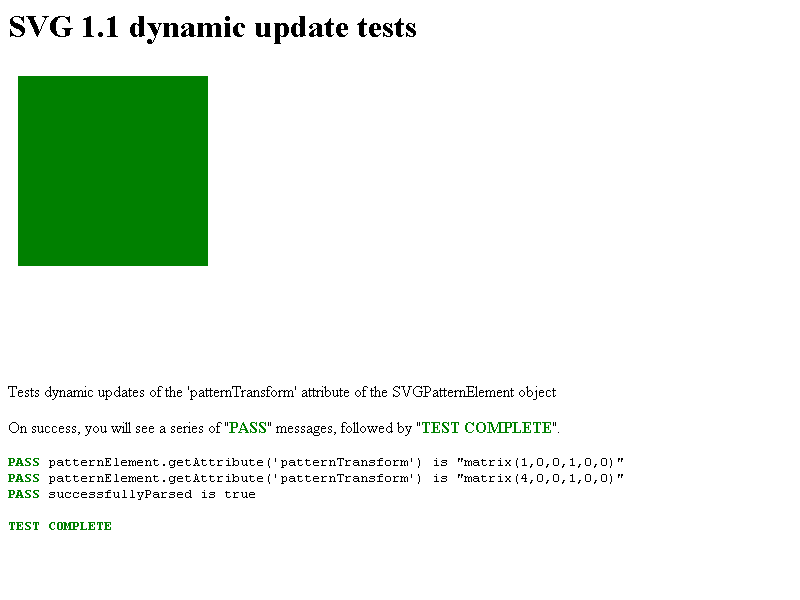 SVG 1.1 dynamic update tests
Tests dynamic updates of the 'patternTransform' attribute of the SVGPatternElement object
On success, you will see a series of "PASS" messages, followed by "TEST COMPLETE".
PASS patternElement.getAttribute('patternTransform') is "matrix(1,0,0,1,0,0)"
PASS patternElement.getAttribute('patternTransform') is "matrix(4,0,0,1,0,0)"
PASS successfullyParsed is true
TEST COMPLETE